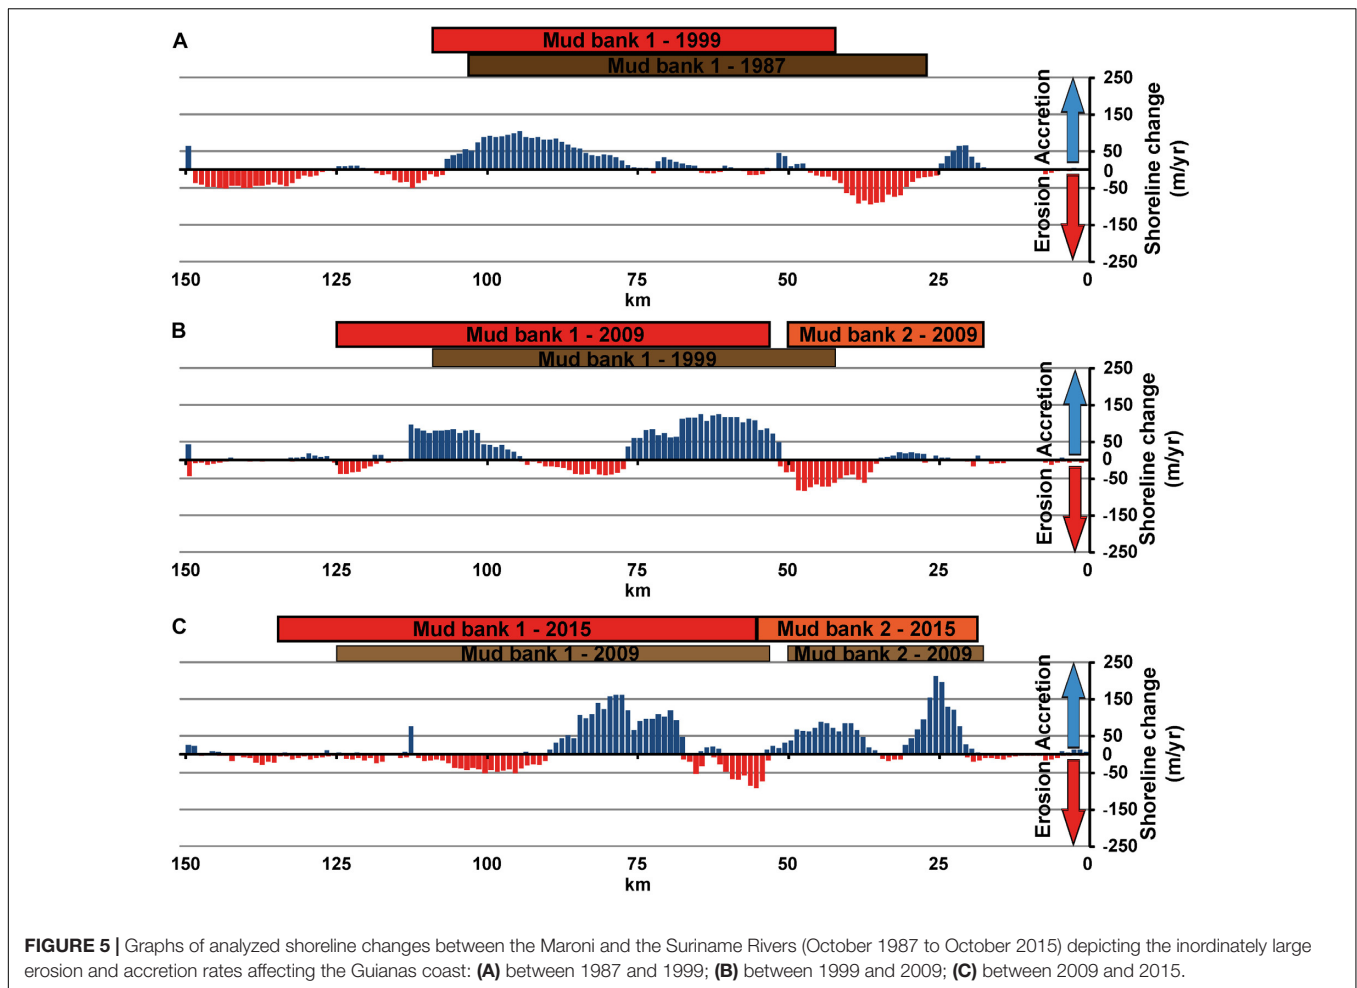 A
Mud bank 1 - 1999
Mud bank 1 - 1987
250
150
50
0
-50
-150
-250
Accretion
Erosion
Shoreline change
(m/yr)
150 125 100 75 50 25 0
km
B
Mud bank 1 - 2009
Mud bank 2 - 2009
Mud bank 1 - 1999
250
150
50
0
-50
-150
-250
Accretion
Erosion
Shoreline change
(m/yr)
150 125 100 75 50 25 0
km
C
Mud bank 1 - 2015
Mud bank 2 - 2015
Mud bank 1 - 2009
Mud bank 2 - 2009
250
150
50
0
-50
-150
-250
Accretion
Erosion
Shoreline change
(m/yr)
150 125 100 75 50 25 0
km
FIGURE 5 | Graphs of analyzed shoreline changes between the Maroni and the Suriname Rivers (October 1987 to October 2015) depicting the inordinately large
erosion and accretion rates affecting the Guianas coast: (A) between 1987 and 1999; (B) between 1999 and 2009; (C) between 2009 and 2015.